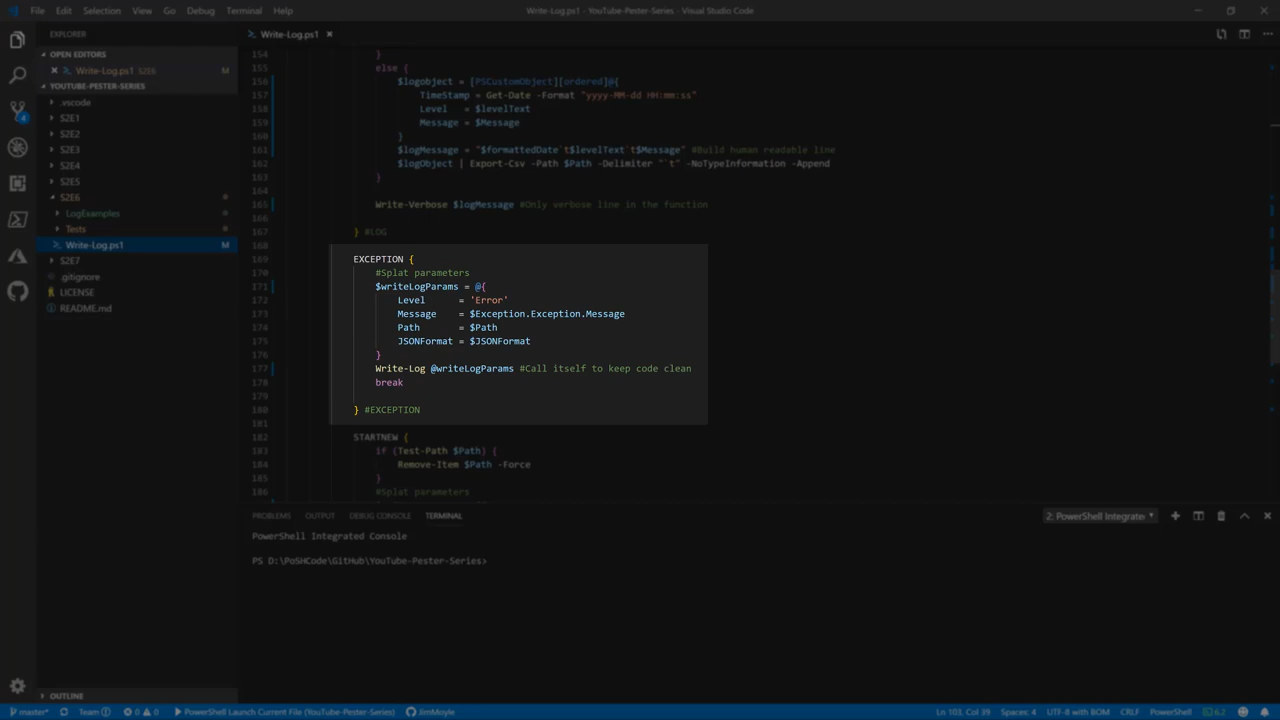 File Edit Selection View Go Debug Terminal Help
Write-Log.ps1 - YouTube-Pester-Series - Visual Studio Code
EXPLORER
OPEN EDITORS
Write-Log.ps1 S2E6 M
YOUTUBE-PESTER-SERIES
.vscode
S2E1
S2E2
S2E3
S2E4
S2E5
S2E6
LogExamples
Tests
Write-Log.ps1 M
S2E7
.gitignore
LICENSE
README.md
OUTLINE
4
Write-Log.ps1
154 }
155 else {
156 $logobject = [PSCustomObject][ordered]@{
157 TimeStamp = Get-Date -Format "yyyy-MM-dd HH:mm:ss"
158 Level = $levelText
159 Message = $Message
160 }
161 $logMessage = "$formattedDate`t$levelText`t$Message" #Build human readable line
162 $logObject | Export-Csv -Path $Path -Delimiter "`t" -NoTypeInformation -Append
163 }
164
165 Write-Verbose $logMessage #Only verbose line in the function
166
167 } #LOG
168
169 EXCEPTION {
170 #Splat parameters
171 $writeLogParams = @{
172 Level = 'Error'
173 Message = $Exception.Exception.Message
174 Path = $Path
175 JSONFormat = $JSONFormat
176 }
177 Write-Log @writeLogParams #Call itself to keep code clean
178 break
179
180 } #EXCEPTION
181
182 STARTNEW {
183 if (Test-Path $Path) {
184 Remove-Item $Path -Force
185 }
186 #Splat parameters
PROBLEMS OUTPUT DEBUG CONSOLE TERMINAL
2: PowerShell Integrate
PowerShell Integrated Console
PS D:\PoSHCode\GitHub\YouTube-Pester-Series>
master* Team 0 0 PowerShell Launch Current File (YouTube-Pester-Series) JimMoyle
Ln 103, Col 39 Spaces: 4 UTF-8 with BOM CRLF PowerShell 6.2